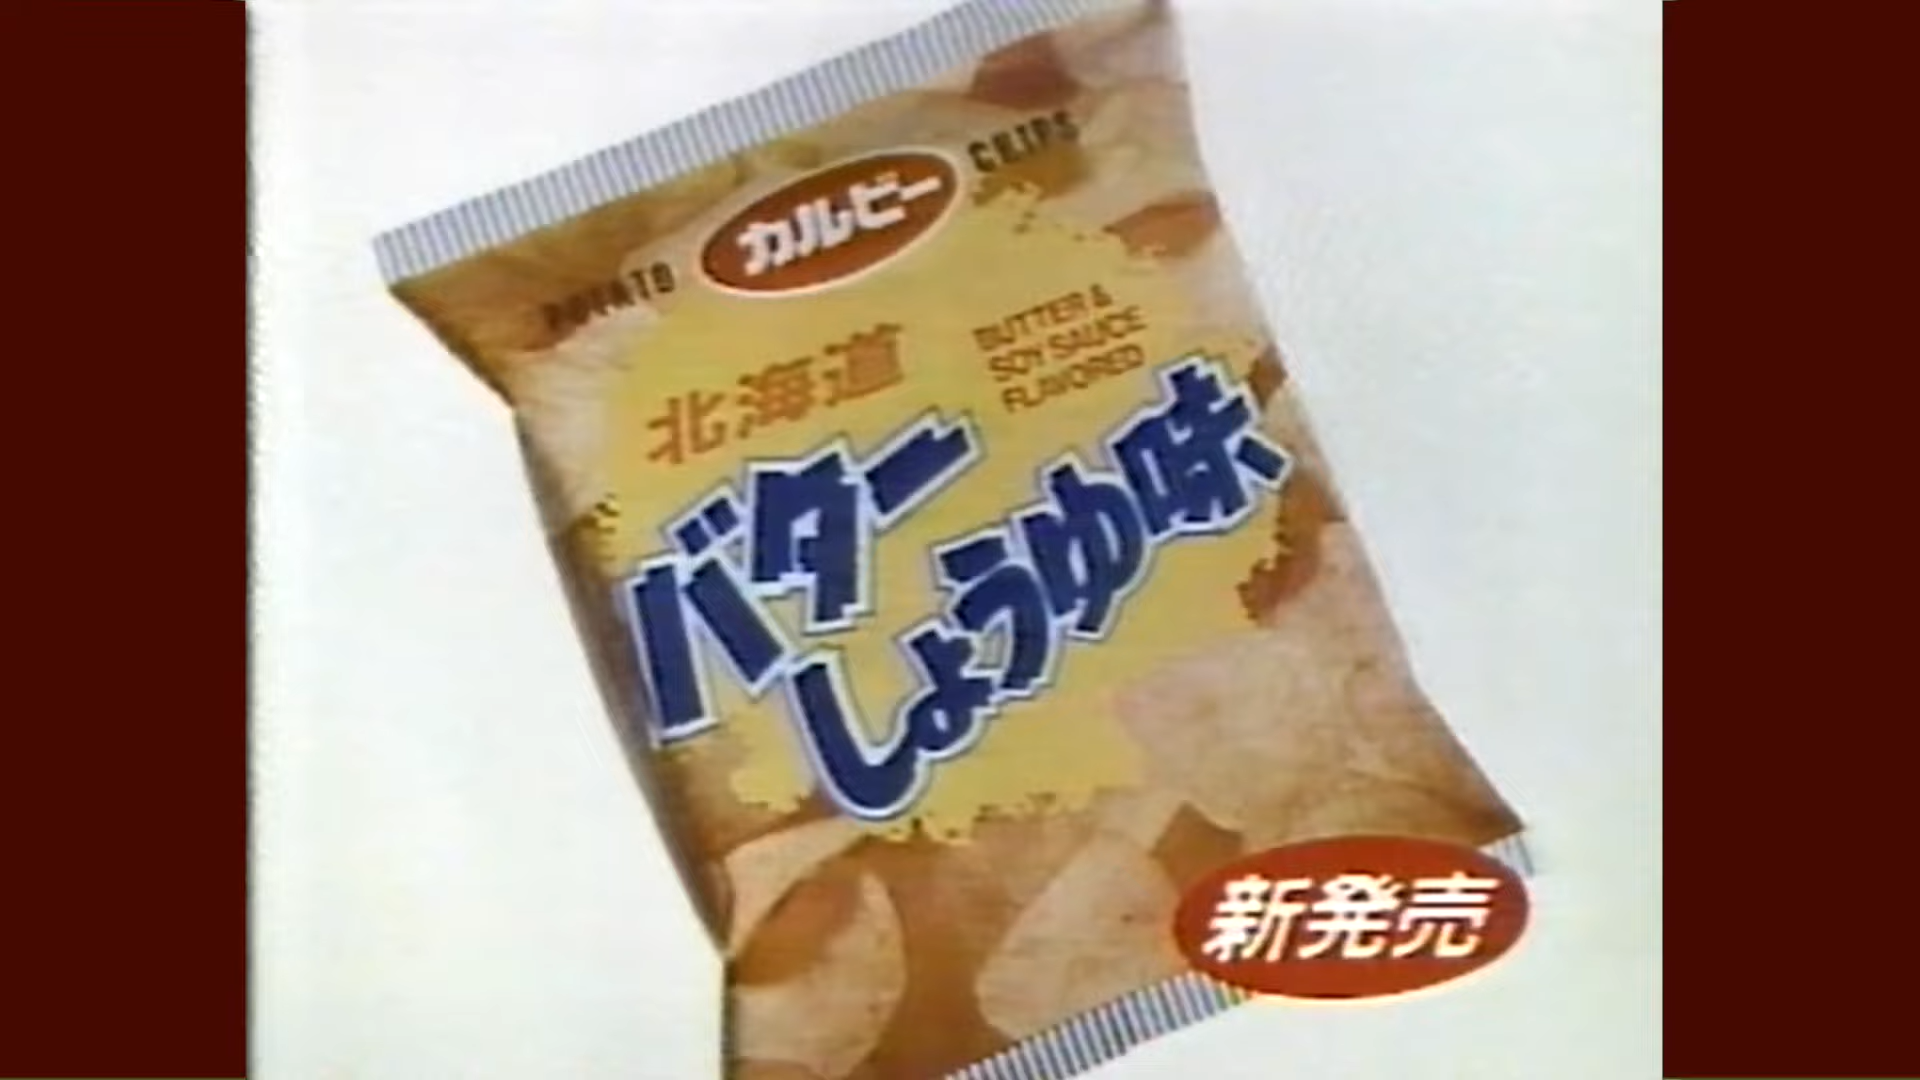 POTATO カルビー CHIPS
北海道
BUTTER &
SOY SAUCE
FLAVORED
バター
しょうゆ味
新発売